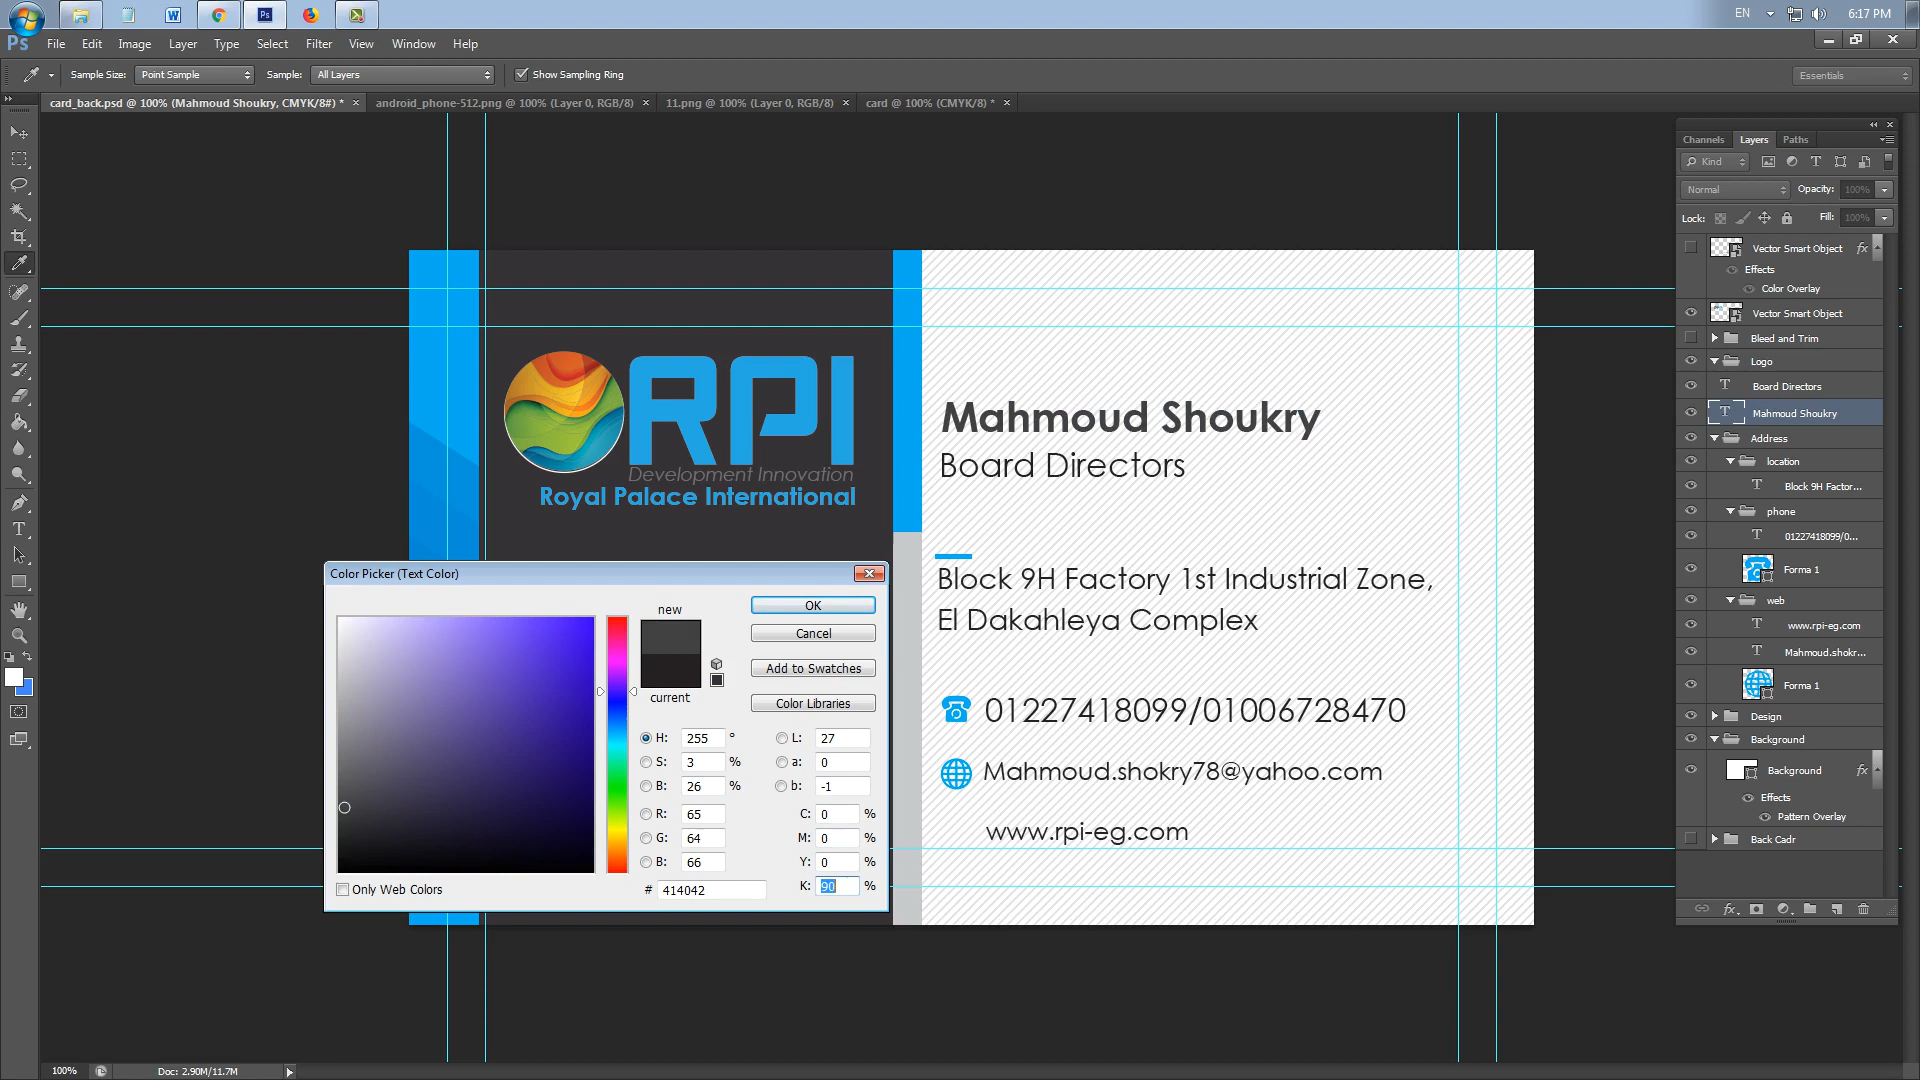 EN
6:17 PM
Ps
File Edit Image Layer Type Select Filter View Window Help
Sample Size: Point Sample Sample: All Layers Show Sampling Ring
Essentials
card_back.psd @ 100% (Mahmoud Shoukry, CMYK/8#) * × android_phone-512.png @ 100% (Layer 0, RGB/8) × 11.png @ 100% (Layer 0, RGB/8) × card @ 100% (CMYK/8) * ×
RPI
Development Innovation
Royal Palace International
Mahmoud Shoukry
Board Directors
Block 9H Factory 1st Industrial Zone,
El Dakahleya Complex
01227418099/01006728470
Mahmoud.shokry78@yahoo.com
www.rpi-eg.com
Color Picker (Text Color)
new
current
OK
Cancel
Add to Swatches
Color Libraries
H: 255 ° L: 27
S: 3 % a: 0
B: 26 % b: -1
R: 65 C: 0 %
G: 64 M: 0 %
B: 66 Y: 0 %
# 414042 K: 90 %
Only Web Colors
Channels Layers Paths
Kind
Normal Opacity: 100%
Lock: Fill: 100%
Vector Smart Object fx
Effects
Color Overlay
Vector Smart Object
Bleed and Trim
Logo
T Board Directors
T Mahmoud Shoukry
Address
location
T Block 9H Factor...
phone
T 01227418099/0...
Forma 1
web
T www.rpi-eg.com
T Mahmoud.shokr...
Forma 1
Design
Background
Background fx
Effects
Pattern Overlay
Back Cadr
fx
100% Doc: 2.90M/11.7M